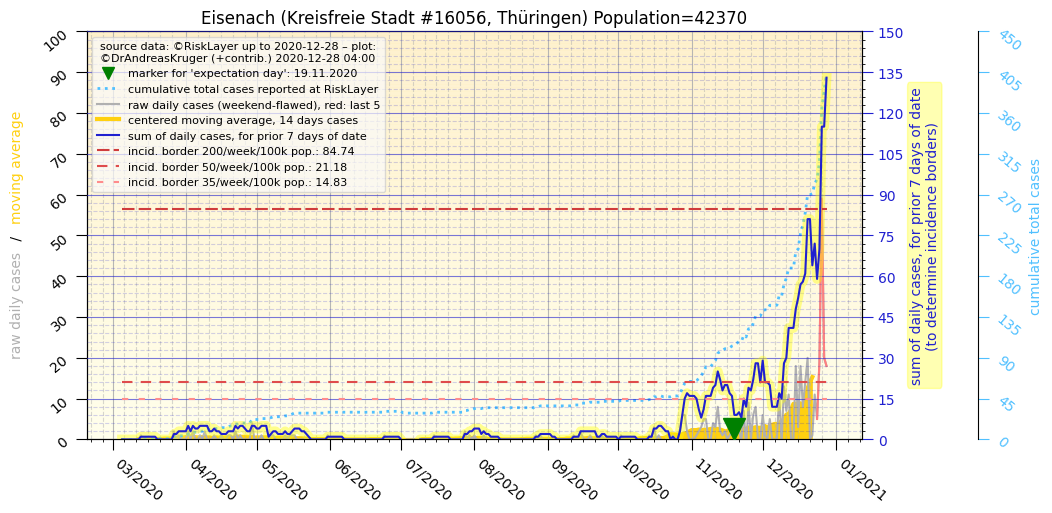 Eisenach (Kreisfreie Stadt #16056, Thüringen) Population=42370
source data: ©RiskLayer up to 2020-12-28 – plot:
©DrAndreasKruger (+contrib.) 2020-12-28 04:00
marker for 'expectation day': 19.11.2020
cumulative total cases reported at RiskLayer
raw daily cases (weekend-flawed), red: last 5
centered moving average, 14 days cases
sum of daily cases, for prior 7 days of date
incid. border 200/week/100k pop.: 84.74
incid. border 50/week/100k pop.: 21.18
incid. border 35/week/100k pop.: 14.83
raw daily cases / moving average
100
90
80
70
60
50
40
30
20
10
0
03/2020
04/2020
05/2020
06/2020
07/2020
08/2020
09/2020
10/2020
11/2020
12/2020
01/2021
150
135
120
105
90
75
60
45
30
15
0
sum of daily cases, for prior 7 days of date
(to determine incidence borders)
450
405
360
315
270
225
180
135
90
45
0
cumulative total cases